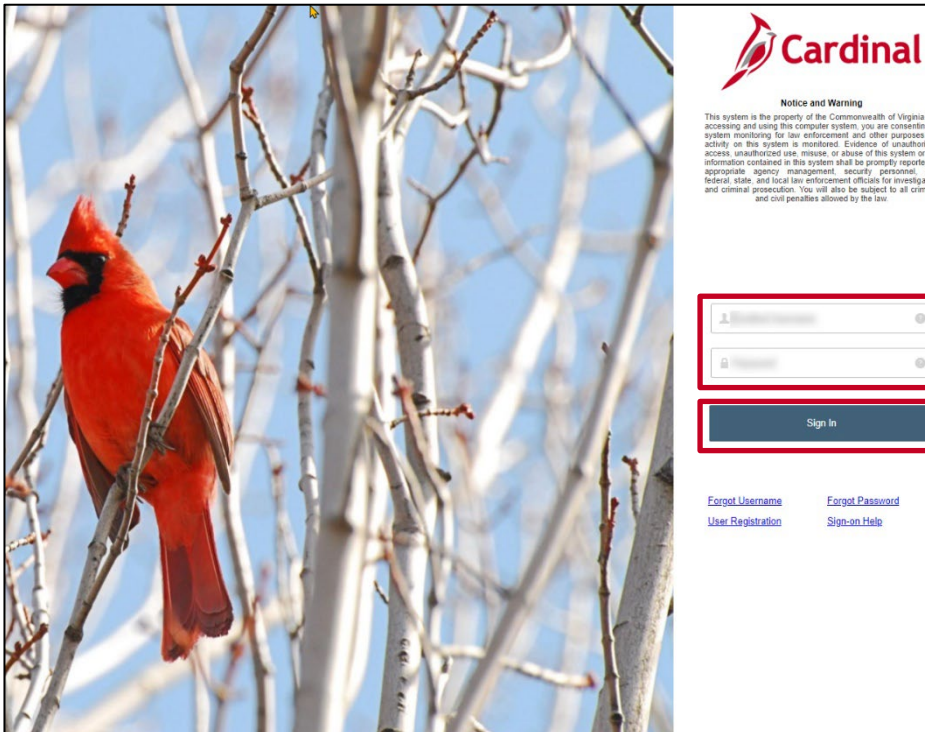 Cardinal
Notice and Warning
This system is the property of the Commonwealth of Virginia
accessing and using this computer system, you are consentin
system monitoring for law enforcement and other purposes
activity on this system is monitored. Evidence of unauthori
access, unauthorized use, misuse, or abuse of this system or
information contained in this system shall be promptly reporte
appropriate agency management, security personnel,
federal, state, and local law enforcement officials for investiga
and criminal prosecution. You will also be subject to all crim
and civil penalties allowed by the law.
Sign In
Forgot Username Forgot Password
User Registration Sign-on Help